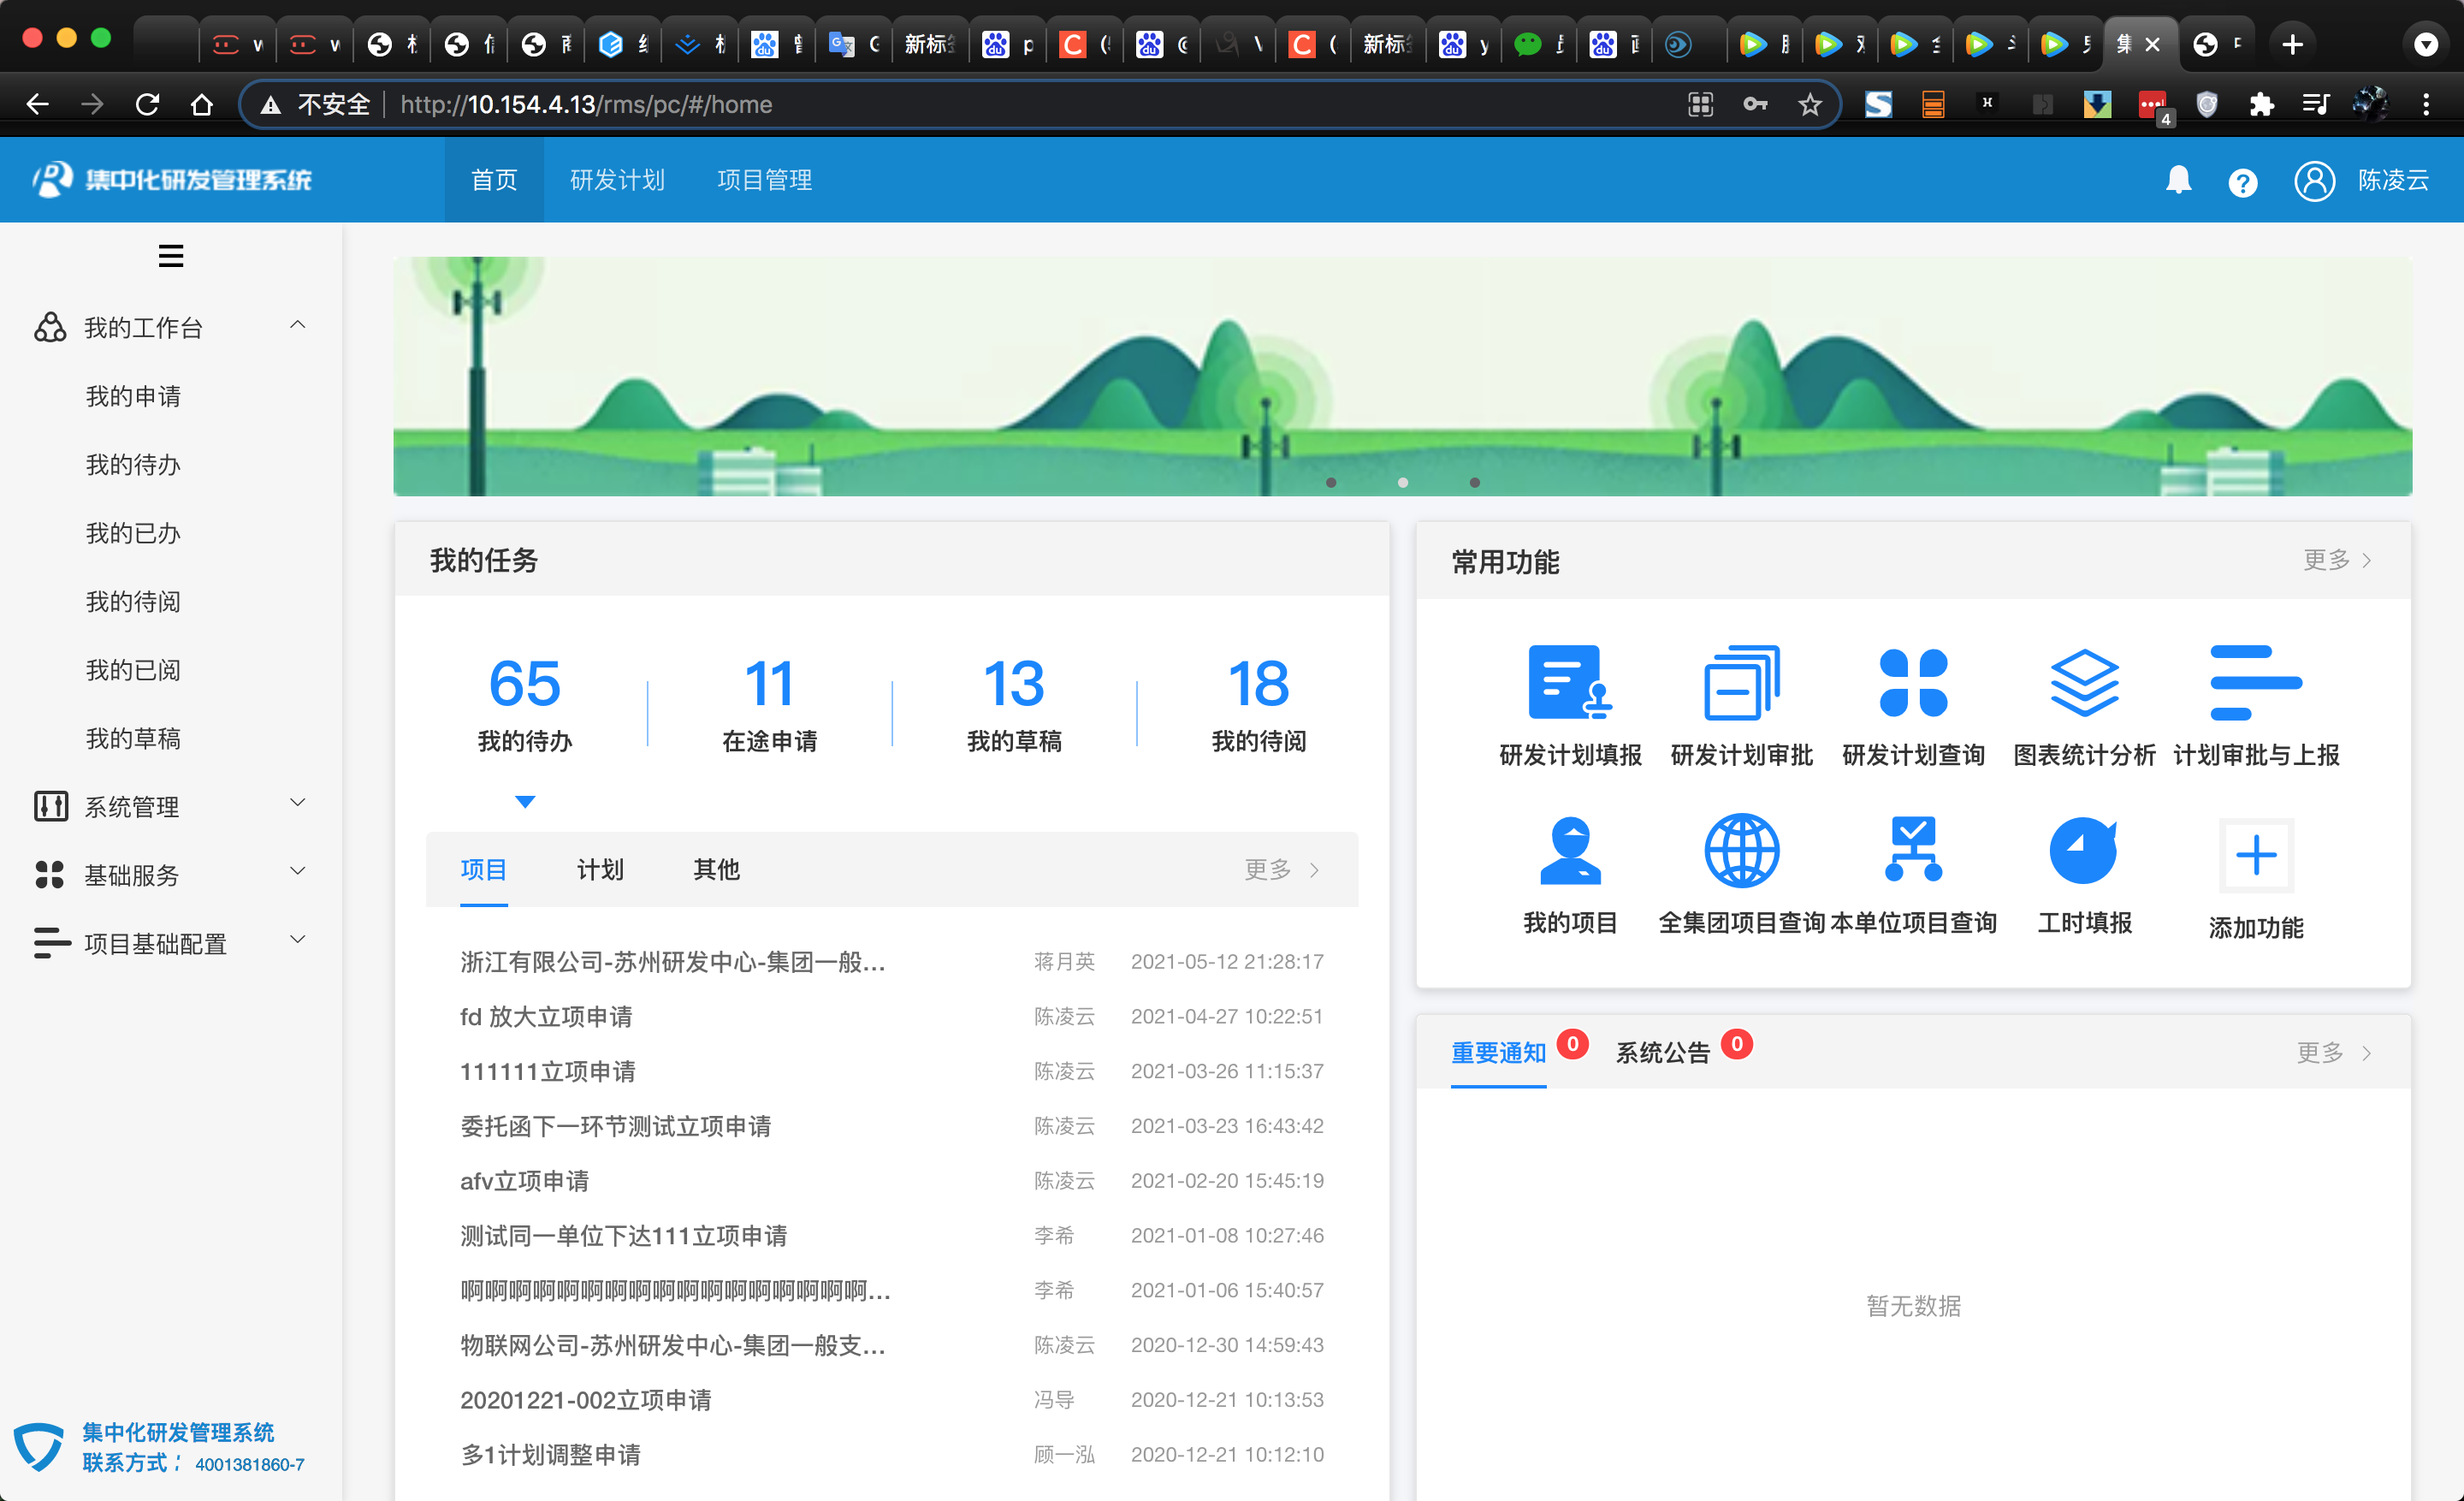 新标
新标
不安全 http://10.154.4.13/rms/pc/#/home
4
集中化研发管理系统
首页 研发计划 项目管理
陈凌云
我的工作台
我的申请
我的待办
我的已办
我的待阅
我的已阅
我的草稿
系统管理
基础服务
项目基础配置
集中化研发管理系统
联系方式: 4001381860-7
我的任务
65 11 13 18
我的待办 在途申请 我的草稿 我的待阅
项目 计划 其他 更多
浙江有限公司-苏州研发中心-集团一般... 蒋月英 2021-05-12 21:28:17
fd 放大立项申请 陈凌云 2021-04-27 10:22:51
111111立项申请 陈凌云 2021-03-26 11:15:37
委托函下一环节测试立项申请 陈凌云 2021-03-23 16:43:42
afv立项申请 陈凌云 2021-02-20 15:45:19
测试同一单位下达111立项申请 李希 2021-01-08 10:27:46
啊啊啊啊啊啊啊啊啊啊啊啊啊啊啊啊啊... 李希 2021-01-06 15:40:57
物联网公司-苏州研发中心-集团一般支... 陈凌云 2020-12-30 14:59:43
20201221-002立项申请 冯导 2020-12-21 10:13:53
多1计划调整申请 顾一泓 2020-12-21 10:12:10
常用功能 更多
研发计划填报 研发计划审批 研发计划查询 图表统计分析 计划审批与上报
我的项目 全集团项目查询 本单位项目查询 工时填报 添加功能
重要通知 0 系统公告 0 更多
暂无数据